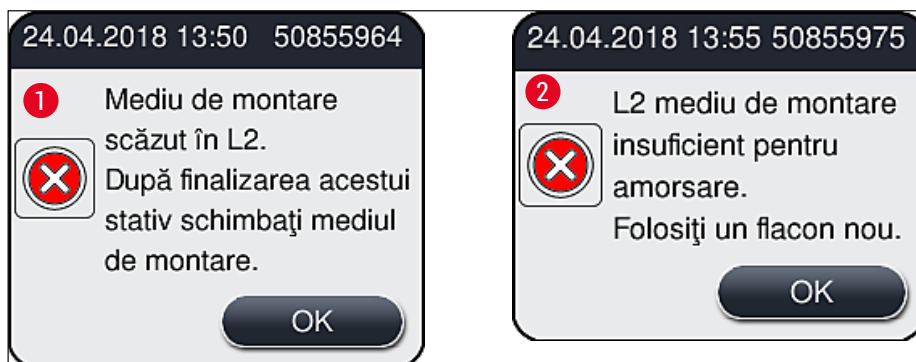 24.04.2018 13:50 50855964
1
Mediu de montare
scăzut în L2.
După finalizarea acestui
stativ schimbaţi mediul
de montare.
OK
24.04.2018 13:55 50855975
2
L2 mediu de montare
insuficient pentru
amorsare.
Folosiţi un flacon nou.
OK